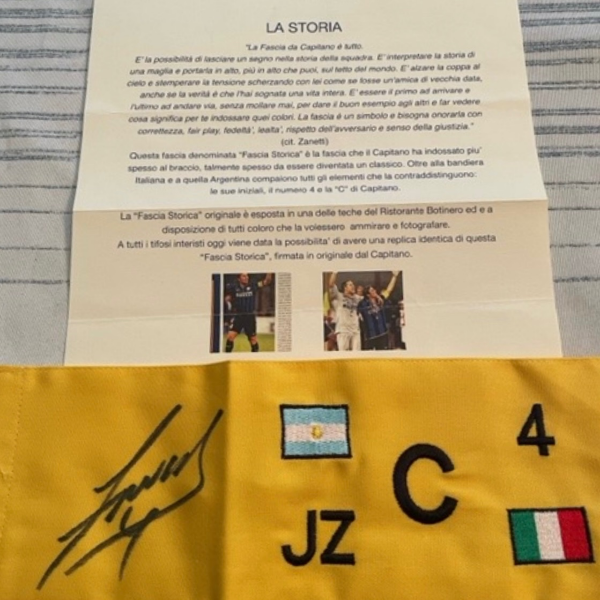 LA STORIA
"La Fascia da Capitano è tutto.
E' la possibilità di lasciare un segno nella storia della squadra. E' interpretare la storia di
una maglia e portarla in alto, più in alto che puoi, sul tetto del mondo. E' alzare la coppa al
cielo e stemperare la tensione scherzando con lei come se fosse un'amica di vecchia data,
anche se la verità è che l'hai sognata una vita intera. E' essere il primo ad arrivare e
l'ultimo ad andare via, senza mollare mai, per dare il buon esempio agli altri e far vedere
cosa significa per te indossare quei colori. La fascia è un simbolo e bisogna onorarla con
correttezza, fair play, fedeltà', lealta', rispetto dell'avversario e senso della giustizia."
(cit. Zanetti)
Questa fascia denominata "Fascia Storica" è la fascia che il Capitano ha indossato piu'
spesso al braccio, talmente spesso da essere diventata un classico. Oltre alla bandiera
Italiana e a quella Argentina compaiono tutti gli elementi che la contraddistinguono:
le sue iniziali, il numero 4 e la "C" di Capitano.
La "Fascia Storica" originale è esposta in una delle teche del Ristorante Botinero ed e a
disposizione di tutti coloro che la volessero ammirare e fotografare.
A tutti i tifosi interisti oggi viene data la possibilita' di avere una replica identica di questa
"Fascia Storica", firmata in originale dal Capitano.
4
C
JZ